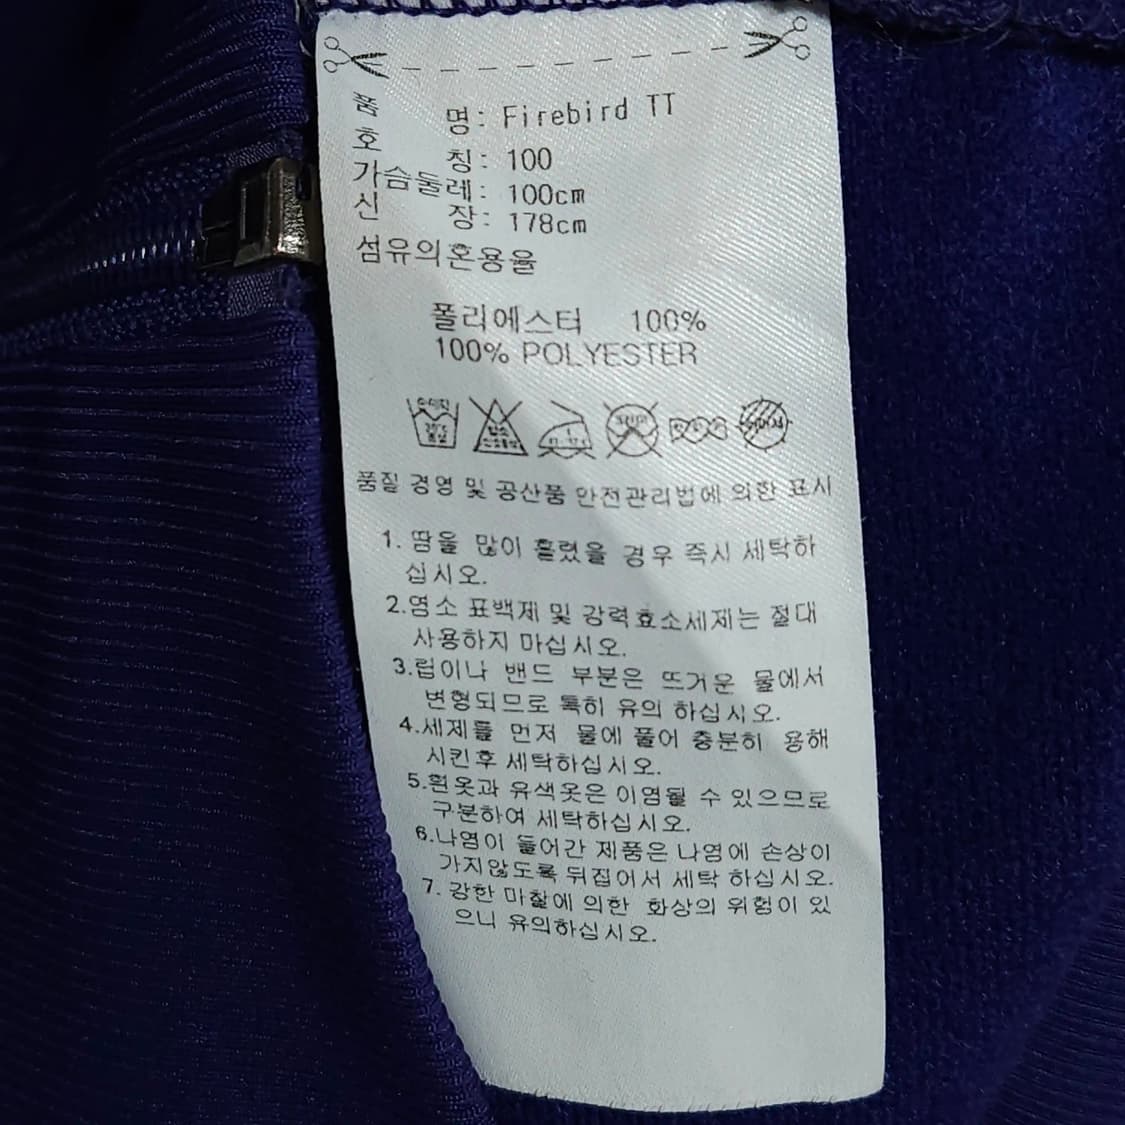 품 명: Firebird TT
호 칭: 100
가슴둘레: 100cm
신 장: 178cm
섬유의혼용율
폴리에스터 100%
100% POLYESTER
품질 경영 및 공산품 안전관리법에 의한 표시
1. 땀을 많이 흘렸을 경우 즉시 세탁하
십시오.
2.염소 표백제 및 강력효소세제는 절대
사용하지 마십시오.
3.립이나 밴드 부분은 뜨거운 물에서
변형되므로 특히 유의 하십시오.
4.세제를 먼저 물에 풀어 충분히 용해
시킨후 세탁하십시오.
5.흰옷과 유색옷은 이염될 수 있으므로
구분하여 세탁하십시오.
6.나염이 들어간 제품은 나염에 손상이
가지않도록 뒤집어서 세탁 하십시오.
7. 강한 마찰에 의한 화상의 위험이 있
으니 유의하십시오.